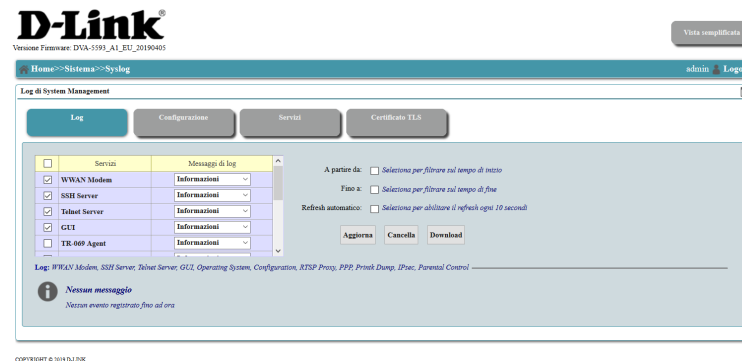 D-Link®
Versione Firmware: DVA-5593_A1_EU_20190405
Vista semplificata
Home>>Sistema>>Syslog
admin Logo
Log di System Management
Log Configurazione Servizi Certificato TLS
Servizi Messaggi di log
WWAN Modem Informazioni
SSH Server Informazioni
Telnet Server Informazioni
GUI Informazioni
TR-069 Agent Informazioni
A partire da: Seleziona per filtrare sul tempo di inizio
Fino a: Seleziona per filtrare sul tempo di fine
Refresh automatico: Seleziona per abilitare il refresh ogni 10 secondi
Aggiorna Cancella Download
Log: WWAN Modem, SSH Server, Telnet Server, GUI, Operating System, Configuration, RTSP Proxy, PPP, Printk Dump, IPsec, Parental Control
Nessun messaggio
Nessun evento registrato fino ad ora
COPYRIGHT © 2019 D-LINK